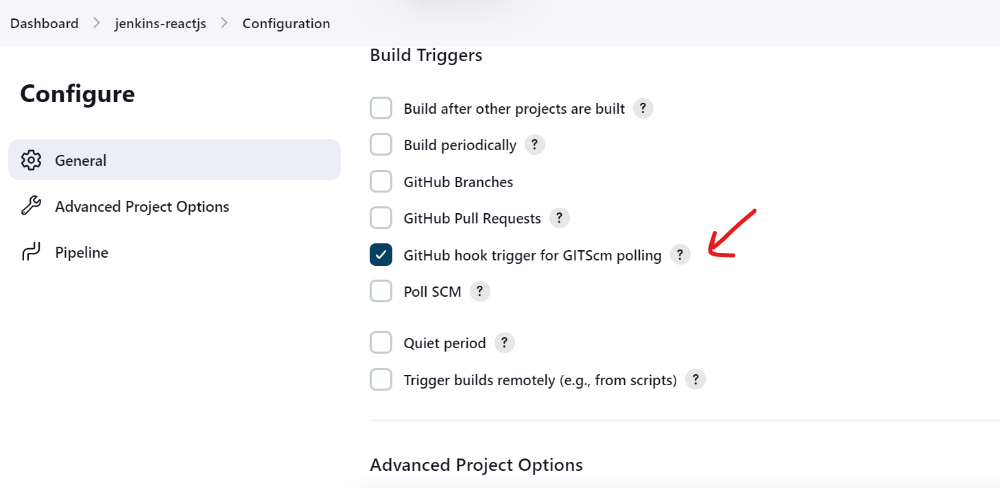 Dashboard > jenkins-reactjs > Configuration
Build Triggers
Configure
General
Advanced Project Options
Pipeline
Build after other projects are built ?
Build periodically ?
GitHub Branches
GitHub Pull Requests ?
GitHub hook trigger for GITScm polling ?
Poll SCM ?
Quiet period ?
Trigger builds remotely (e.g., from scripts) ?
Advanced Project Options